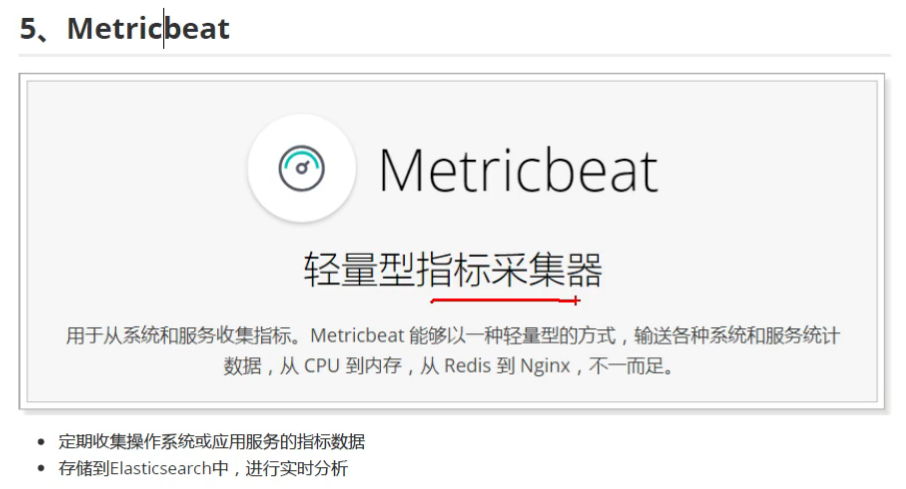 5、Metricbeat
Metricbeat
轻量型指标采集器
用于从系统和服务收集指标。Metricbeat 能够以一种轻量型的方式，输送各种系统和服务统计
数据，从 CPU 到内存，从 Redis 到 Nginx，不一而足。
• 定期收集操作系统或应用服务的指标数据
• 存储到Elasticsearch中，进行实时分析